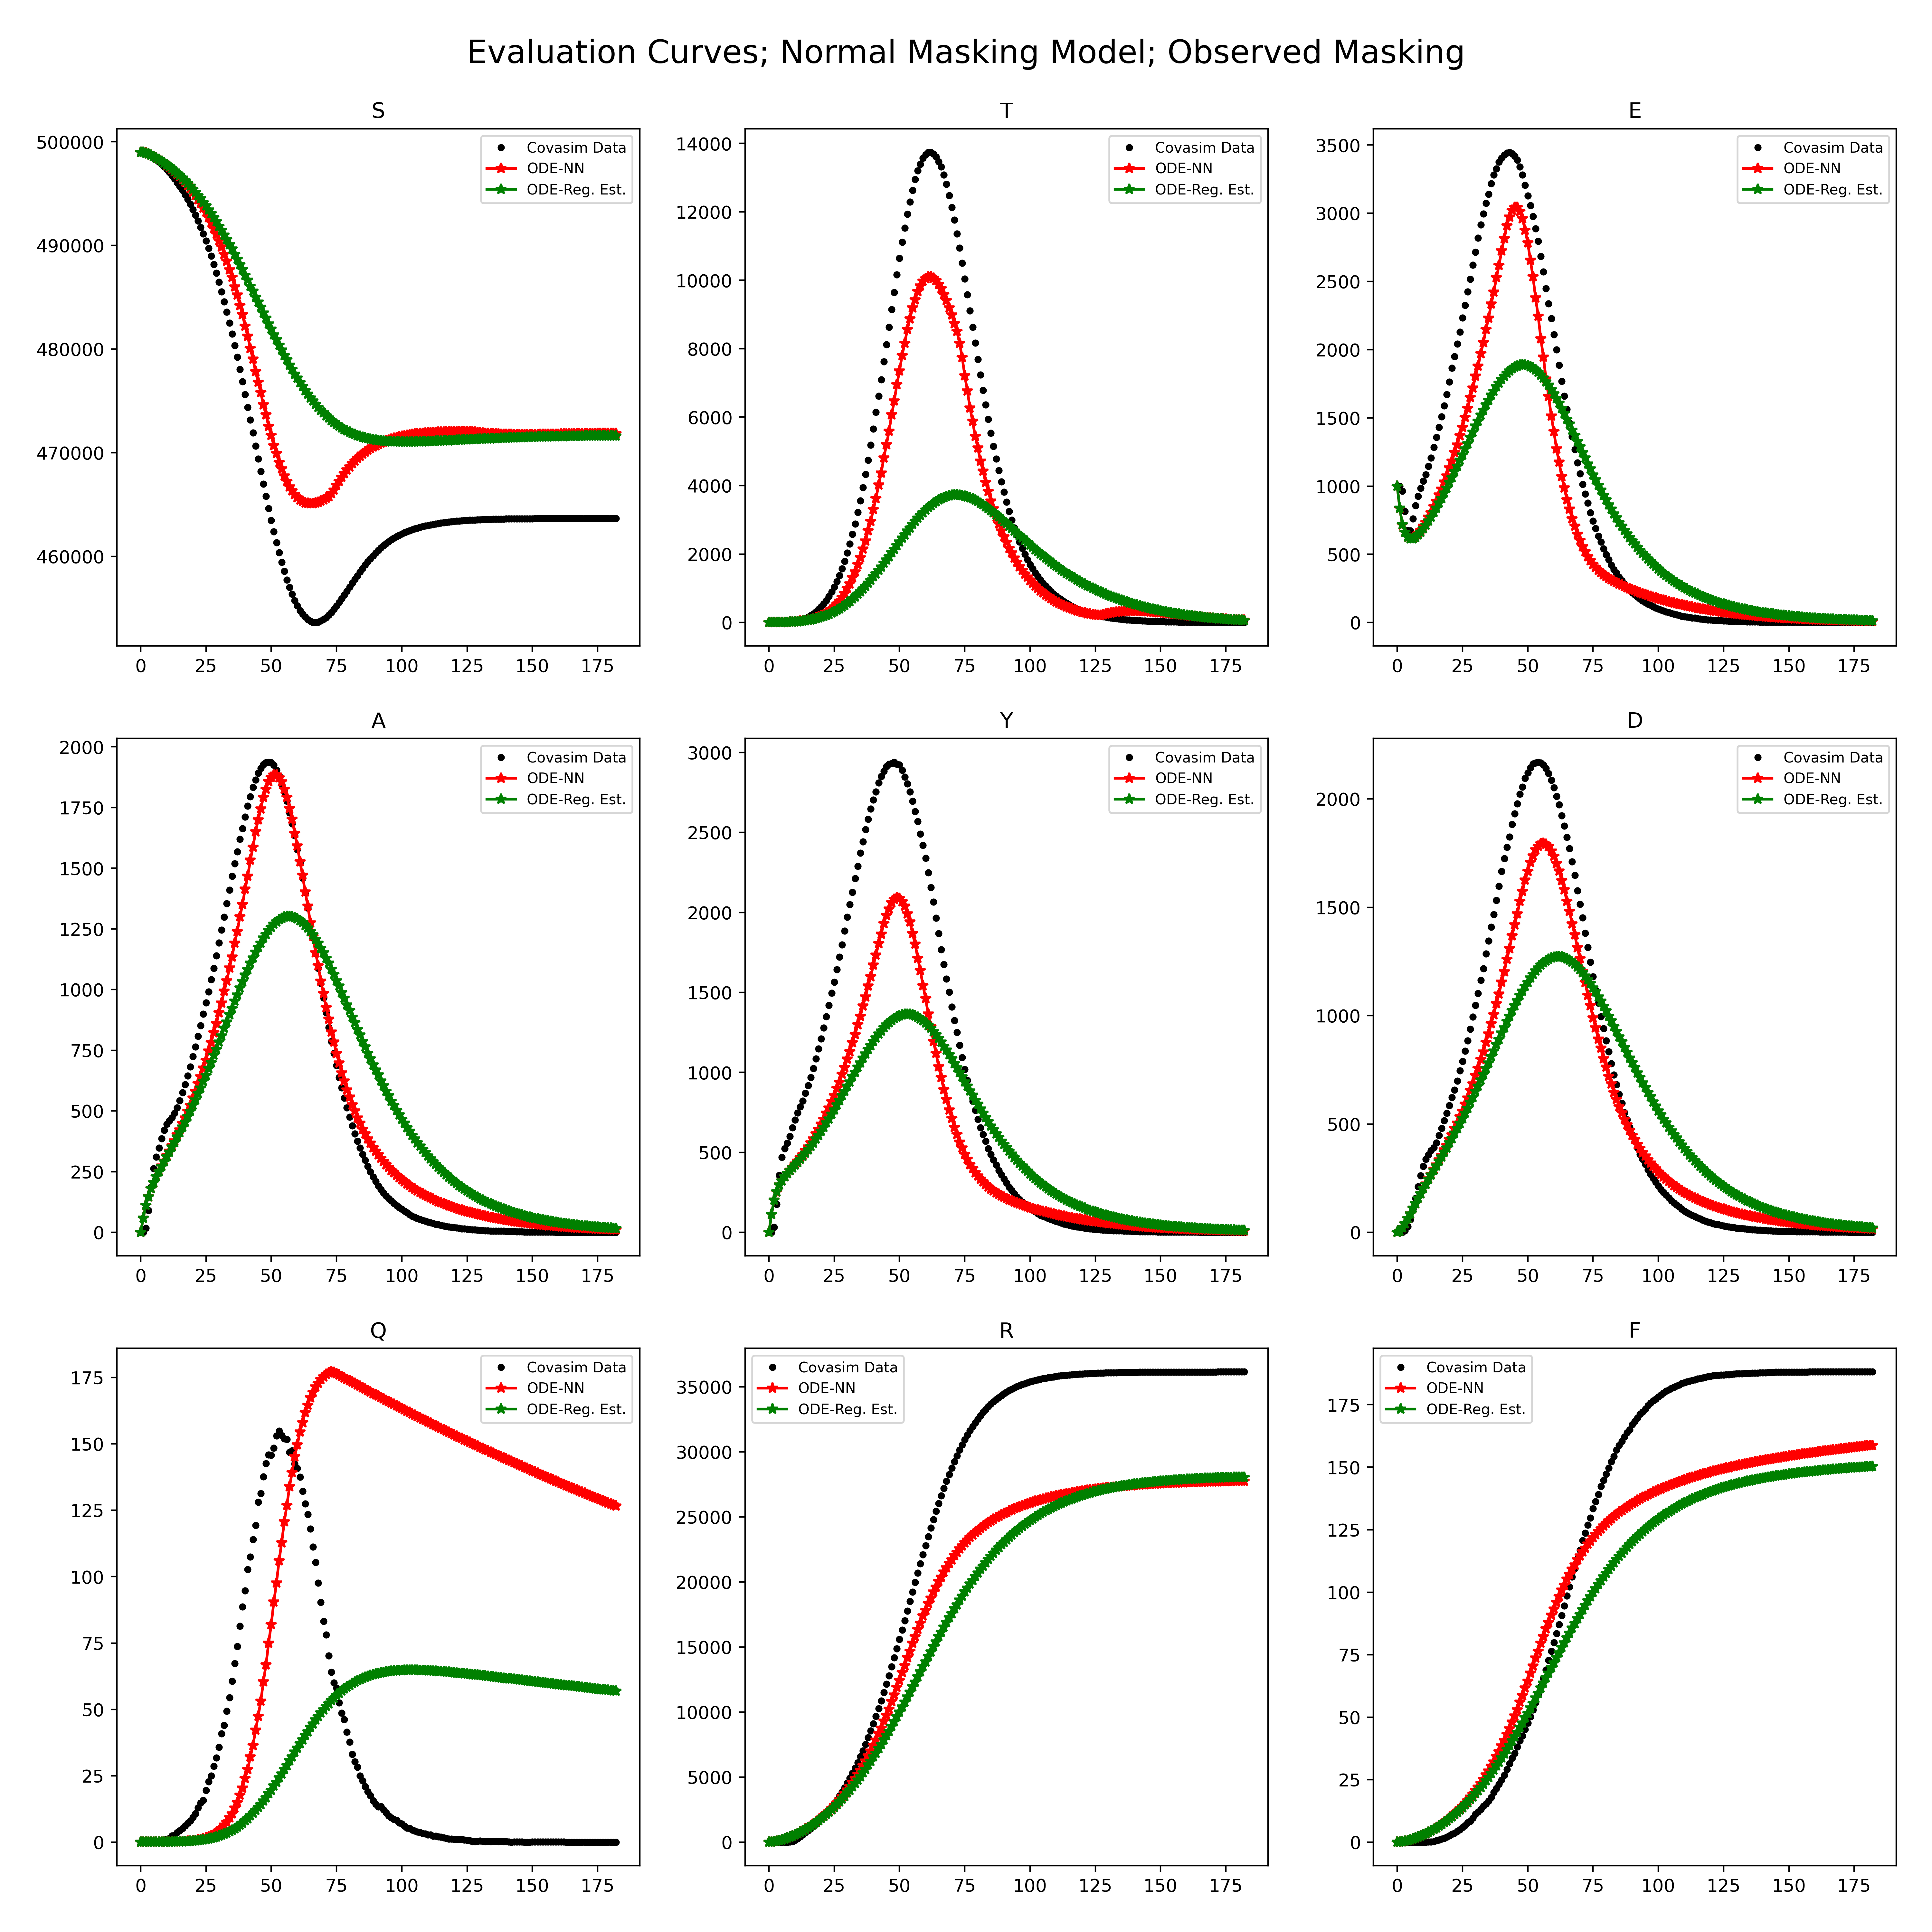 Evaluation Curves; Normal Masking Model; Observed Masking
S
Covasim Data
ODE-NN
ODE-Reg. Est.
500000
490000
480000
470000
460000
0 25 50 75 100 125 150 175
T
Covasim Data
ODE-NN
ODE-Reg. Est.
14000
12000
10000
8000
6000
4000
2000
0
0 25 50 75 100 125 150 175
E
Covasim Data
ODE-NN
ODE-Reg. Est.
3500
3000
2500
2000
1500
1000
500
0
0 25 50 75 100 125 150 175
A
Covasim Data
ODE-NN
ODE-Reg. Est.
2000
1750
1500
1250
1000
750
500
250
0
0 25 50 75 100 125 150 175
Y
Covasim Data
ODE-NN
ODE-Reg. Est.
3000
2500
2000
1500
1000
500
0
0 25 50 75 100 125 150 175
D
Covasim Data
ODE-NN
ODE-Reg. Est.
2000
1500
1000
500
0
0 25 50 75 100 125 150 175
Q
Covasim Data
ODE-NN
ODE-Reg. Est.
175
150
125
100
75
50
25
0
0 25 50 75 100 125 150 175
R
Covasim Data
ODE-NN
ODE-Reg. Est.
35000
30000
25000
20000
15000
10000
5000
0
0 25 50 75 100 125 150 175
F
Covasim Data
ODE-NN
ODE-Reg. Est.
175
150
125
100
75
50
25
0
0 25 50 75 100 125 150 175